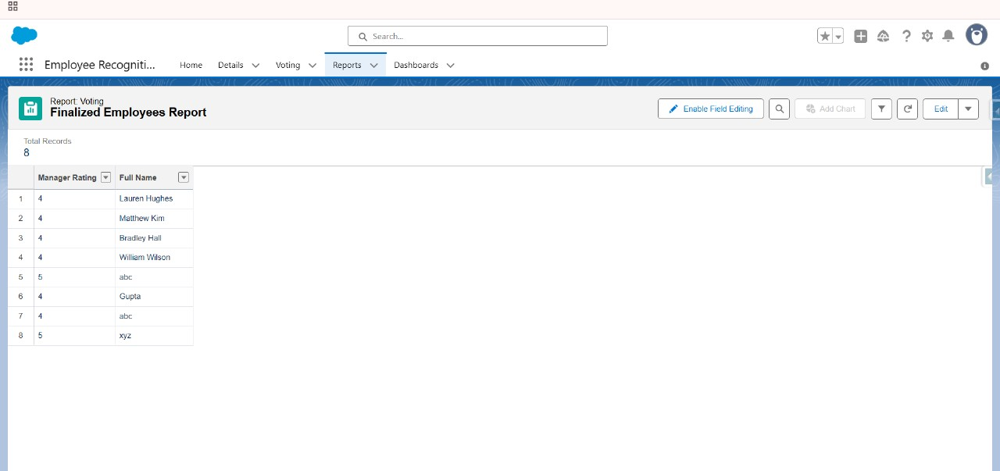 Search...
Employee Recogniti... Home Details Voting Reports Dashboards
Report: Voting
Finalized Employees Report
Enable Field Editing Add Chart Edit
Total Records
8
Manager Rating Full Name
1 4 Lauren Hughes
2 4 Matthew Kim
3 4 Bradley Hall
4 4 William Wilson
5 5 abc
6 4 Gupta
7 4 abc
8 5 xyz